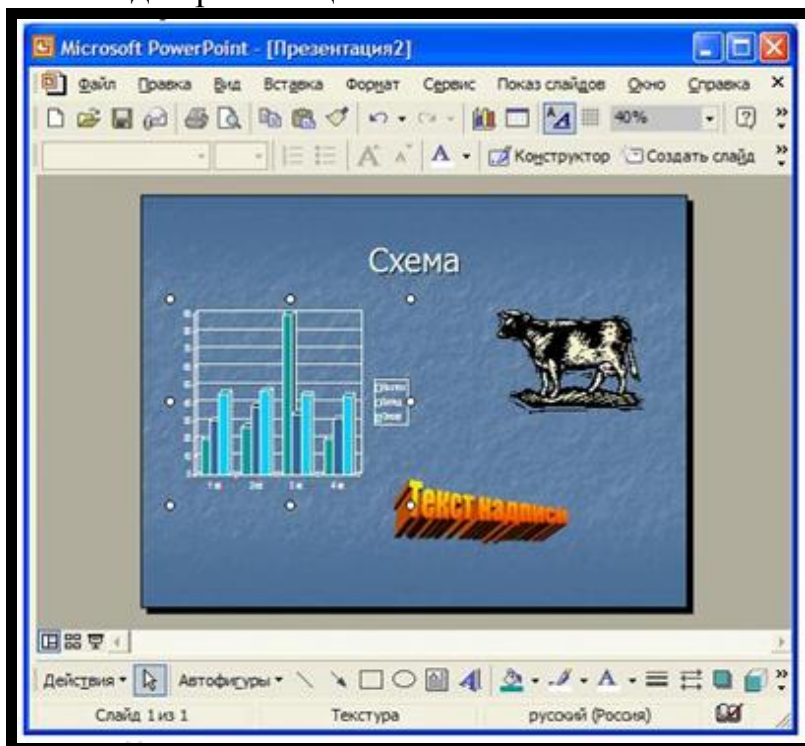 Microsoft PowerPoint - [Презентация2]
Файл Правка Вид Вставка Формат Сервис Показ слайдов Окно Справка
40%
Конструктор Создать слайд
Схема
Текст надписи
Действия Автофигуры
Слайд 1 из 1 Текстура русский (Россия)